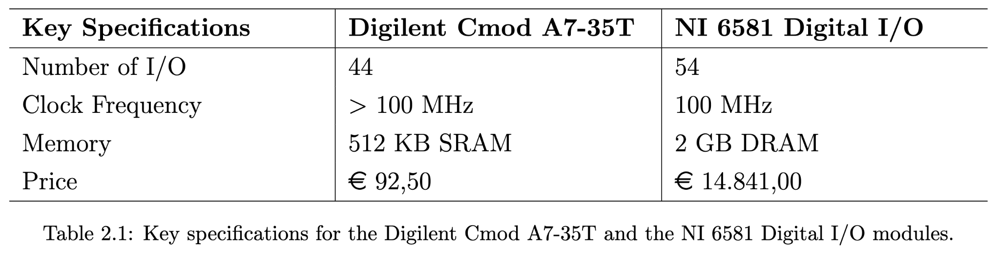 Key Specifications Digilent Cmod A7-35T NI 6581 Digital I/O
Number of I/O 44 54
Clock Frequency > 100 MHz 100 MHz
Memory 512 KB SRAM 2 GB DRAM
Price € 92,50 € 14.841,00
Table 2.1: Key specifications for the Digilent Cmod A7-35T and the NI 6581 Digital I/O modules.